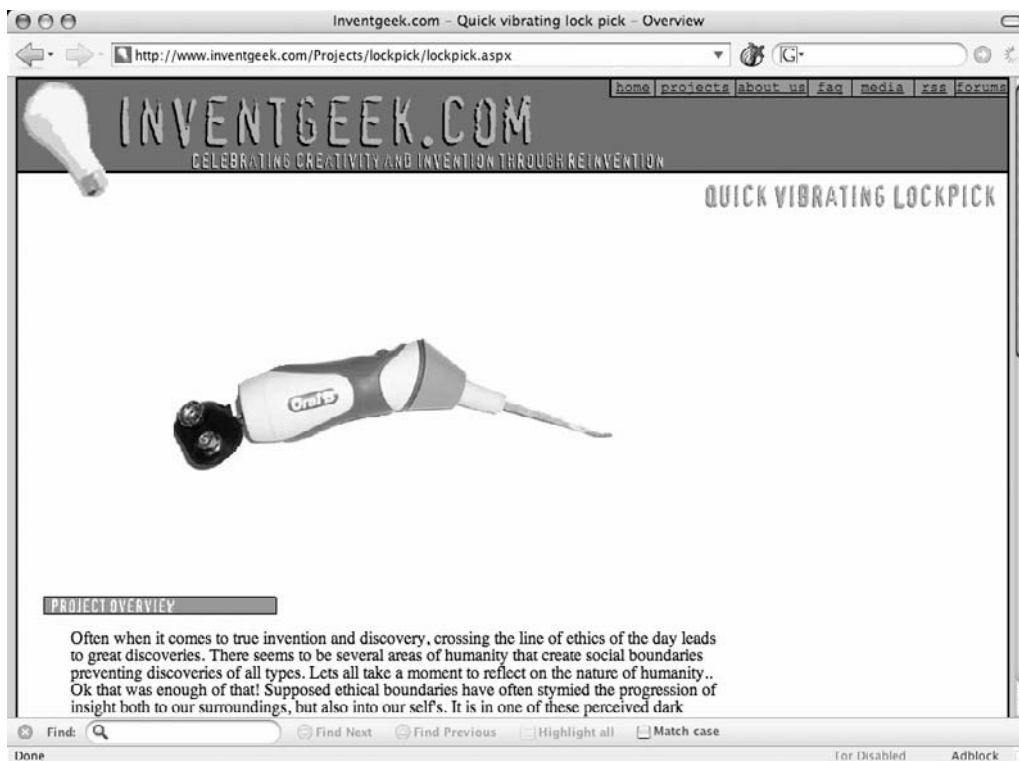 Inventgeek.com – Quick vibrating lock pick – Overview
http://www.inventgeek.com/Projects/lockpick/lockpick.aspx
G
home projects about us faq media rss forums
INVENTGEEK.COM
CELEBRATING CREATIVITY AND INVENTION THROUGH REINVENTION
QUICK VIBRATING LOCKPICK
Oral B
PROJECT OVERVIEW
Often when it comes to true invention and discovery, crossing the line of ethics of the day leads
to great discoveries. There seems to be several areas of humanity that create social boundaries
preventing discoveries of all types. Lets all take a moment to reflect on the nature of humanity..
Ok that was enough of that! Supposed ethical boundaries have often stymied the progression of
insight both to our surroundings, but also into our self's. It is in one of these perceived dark
Find: Find Next Find Previous Highlight all Match case
Done Tor Disabled Adblock